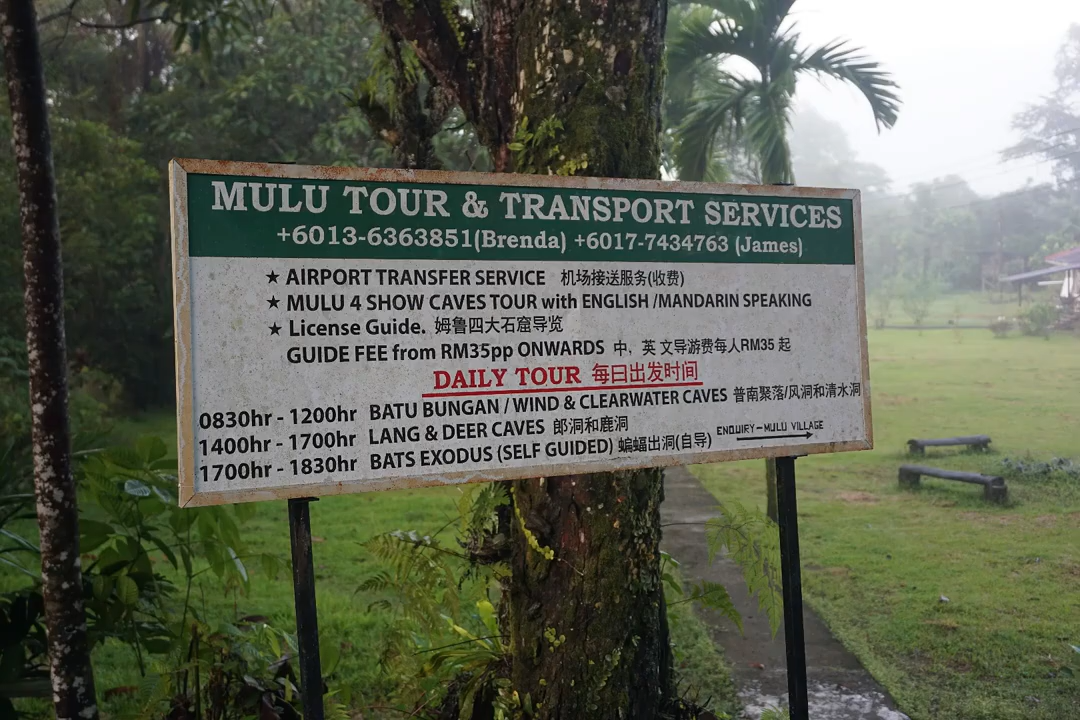 MULU TOUR & TRANSPORT SERVICES
+6013-6363851(Brenda) +6017-7434763 (James)
★ AIRPORT TRANSFER SERVICE 机场接送服务(收费)
★ MULU 4 SHOW CAVES TOUR with ENGLISH /MANDARIN SPEAKING
★ License Guide. 姆鲁四大石窟导览
GUIDE FEE from RM35pp ONWARDS 中, 英 文导游费每人RM35 起
DAILY TOUR 每日出发时间
0830hr - 1200hr BATU BUNGAN / WIND & CLEARWATER CAVES 普南聚落/风洞和清水洞
1400hr - 1700hr LANG & DEER CAVES 郎洞和鹿洞
1700hr - 1830hr BATS EXODUS (SELF GUIDED) 蝙蝠出洞(自导)
ENQUIRY-MULU VILLAGE